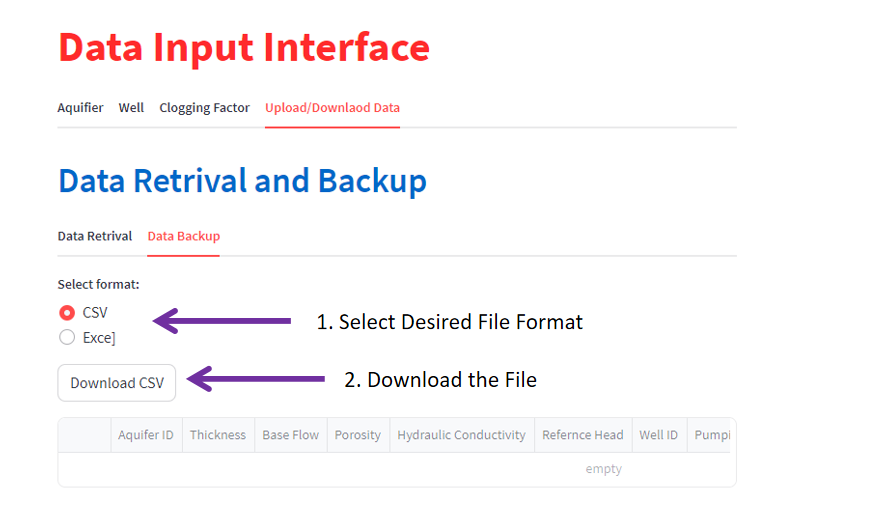 Data Input Interface
Aquifier Well Clogging Factor Upload/Downlaod Data
Data Retrival and Backup
Data Retrival Data Backup
Select format:
CSV
1. Select Desired File Format
Exce]
Download CSV
2. Download the File
Aquifer ID Thickness Base Flow Porosity Hydraulic Conductivity Refernce Head Well ID Pumpi
empty